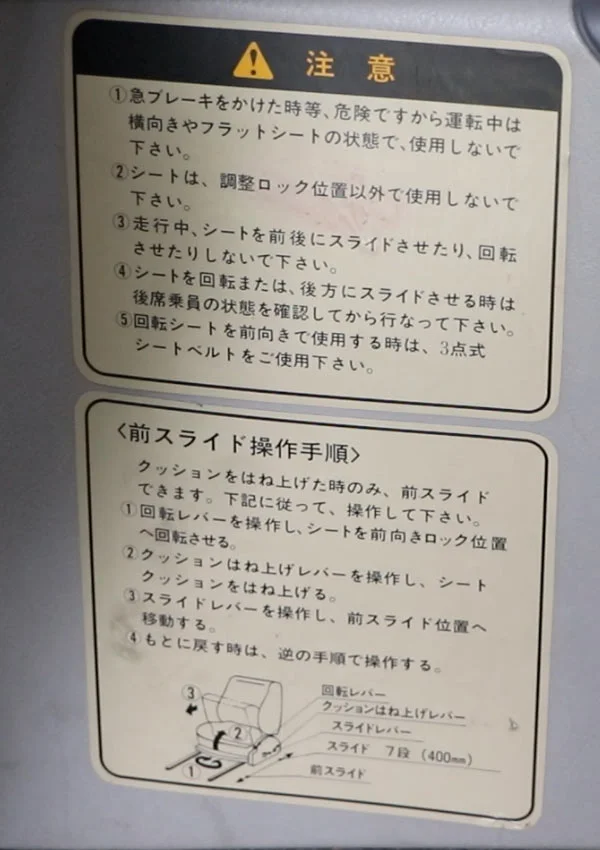 注意
①急ブレーキをかけた時等、危険ですから運転中は
横向きやフラットシートの状態で、使用しないで
下さい。
②シートは、調整ロック位置以外で使用しないで
下さい。
③走行中、シートを前後にスライドさせたり、回転
させたりしないで下さい。
④シートを回転または、後方にスライドさせる時は
後席乗員の状態を確認してから行なって下さい。
⑤回転シートを前向きで使用する時は、3点式
シートベルトをご使用下さい。
〈前スライド操作手順〉
クッションをはね上げた時のみ、前スライド
できます。下記に従って、操作して下さい。
①回転レバーを操作し、シートを前向きロック位置
へ回転させる。
②クッションはね上げレバーを操作し、シート
クッションをはね上げる。
③スライドレバーを操作し、前スライド位置へ
移動する。
④もとに戻す時は、逆の手順で操作する。
③
②
①
回転レバー
クッションはね上げレバー
スライドレバー
スライド 7段(400mm)
前スライド